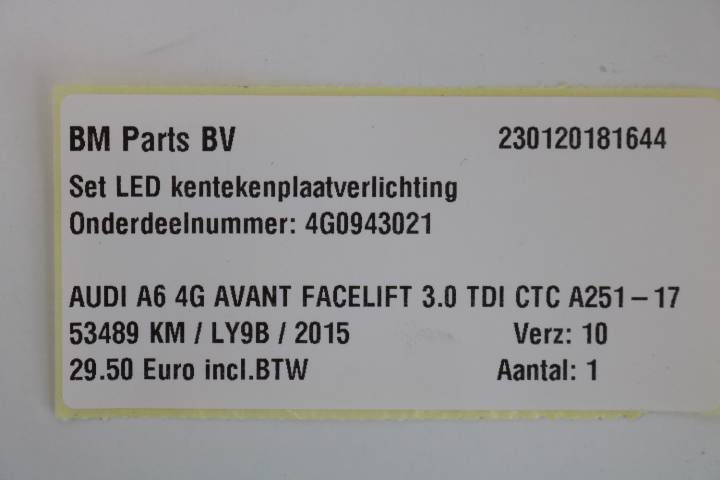 BM Parts BV 230120181644
Set LED kentekenplaatverlichting
Onderdeelnummer: 4G0943021
AUDI A6 4G AVANT FACELIFT 3.0 TDI CTC A251-17
53489 KM / LY9B / 2015 Verz: 10
29.50 Euro incl.BTW Aantal: 1